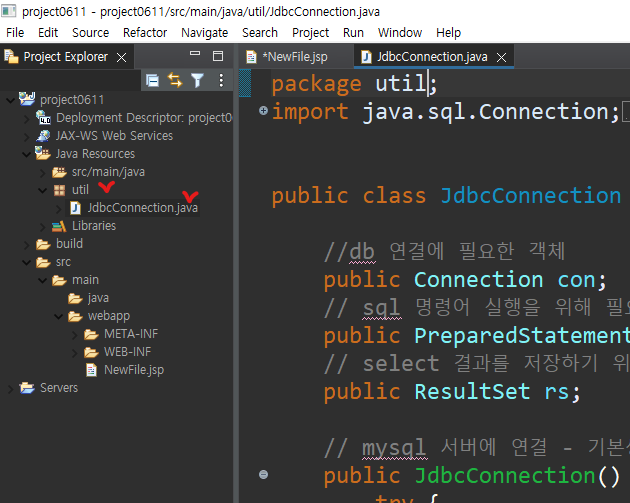 project0611 - project0611/src/main/java/util/JdbcConnection.java
File Edit Source Refactor Navigate Search Project Run Window Help
Project Explorer
*NewFile.jsp
JdbcConnection.java
project0611
Deployment Descriptor: project0
JAX-WS Web Services
Java Resources
src/main/java
util
JdbcConnection.java
Libraries
build
src
main
java
webapp
META-INF
WEB-INF
NewFile.jsp
Servers
package util;
import java.sql.Connection;
public class JdbcConnection
//db 연결에 필요한 객체
public Connection con;
// sql 명령어 실행을 위해 필
public PreparedStatement
// select 결과를 저장하기 위
public ResultSet rs;
// mysql 서버에 연결 - 기본
public JdbcConnection()
try {